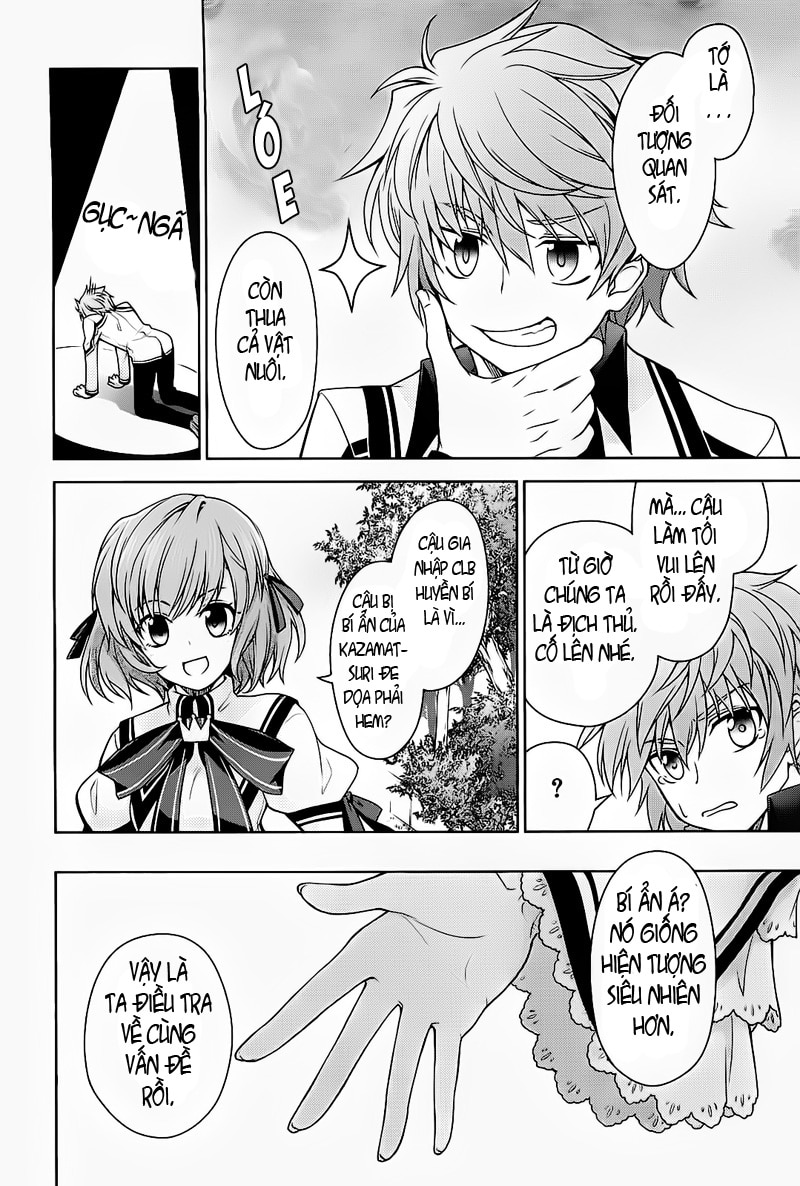 TỚ
LÀ
...
ĐỐI
TƯỢNG
QUAN
SÁT.
LÓE
CÒN
THUA
CẢ VẬT
NUÔI.
GỤC~NGÃ
MÀ... CẬU
LÀM TỚI
VUI LÊN
RỒI ĐẤY.
TỪ GIỜ
CHÚNG TA
LÀ ĐỊCH THỦ,
CỐ LÊN NHÉ.
?
CẬU GIA
NHẬP CLB
HUYỀN BÍ
LÀ VÌ...
CẬU BỊ
BÍ ẨN CỦA
KAZAMAT-
SURI ĐE
DỌA PHẢI
HEM?
BÍ ẨN Á?
NÓ GIỐNG
HIỆN TƯỢNG
SIÊU NHIÊN
HƠN.
VẬY LÀ
TA ĐIỀU TRA
VỀ CÙNG
VẤN ĐỀ
RỒI.